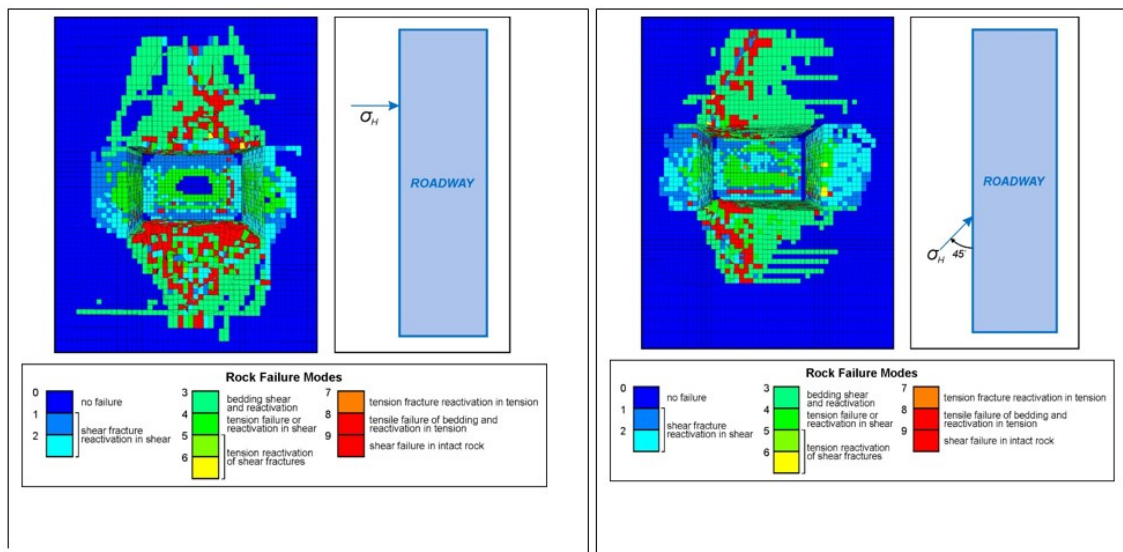 σH
ROADWAY
Rock Failure Modes
0
1
2
no failure
shear fracture
reactivation in shear
3
4
5
6
bedding shear
and reactivation
tension failure or
reactivation in shear
tension reactivation
of shear fractures
7
8
9
tension fracture reactivation in tension
tensile failure of bedding and
reactivation in tension
shear failure in intact rock
ROADWAY
σH
45°
Rock Failure Modes
0
1
2
no failure
shear fracture
reactivation in shear
3
4
5
6
bedding shear
and reactivation
tension failure or
reactivation in shear
tension reactivation
of shear fractures
7
8
9
tension fracture reactivation in tension
tensile failure of bedding and
reactivation in tension
shear failure in intact rock